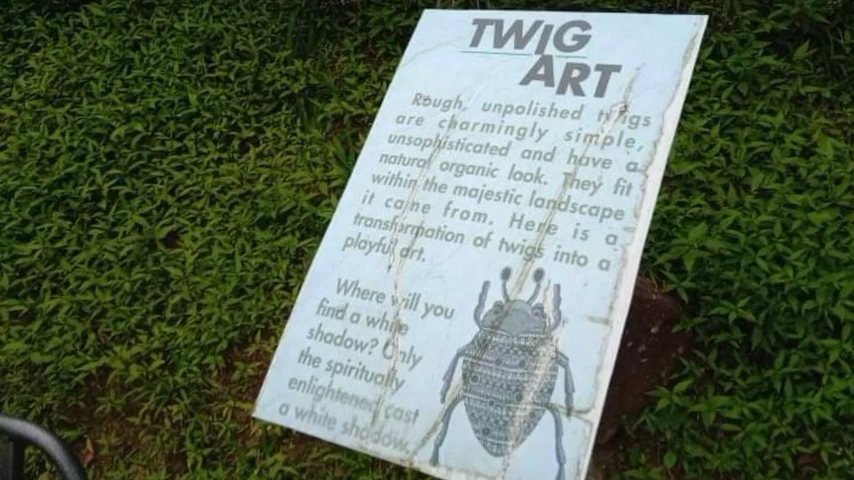 TWIG
ART
Rough, unpolished twigs
are charmingly simple,
unsophisticated and have a
natural organic look. They fit
within the majestic landscape
it came from. Here is a
transformation of twigs into a
playful art.
Where will you
find a white
shadow? Only
the spiritually
enlightened cast
a white shadow.